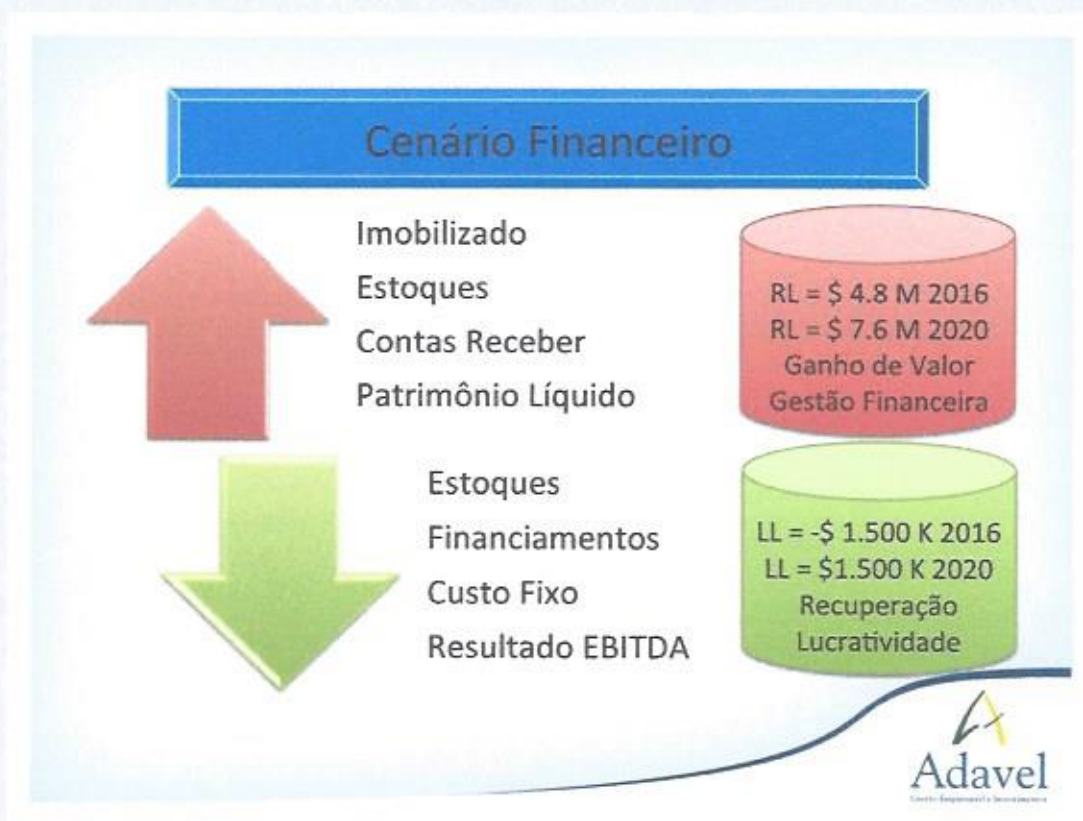 Cenário Financeiro
Imobilizado
Estoques
Contas Receber
Patrimônio Líquido
RL = $ 4.8 M 2016
RL = $ 7.6 M 2020
Ganho de Valor
Gestão Financeira
Estoques
Financiamentos
Custo Fixo
Resultado EBITDA
LL = -$ 1.500 K 2016
LL = $1.500 K 2020
Recuperação
Lucratividade
Adavel